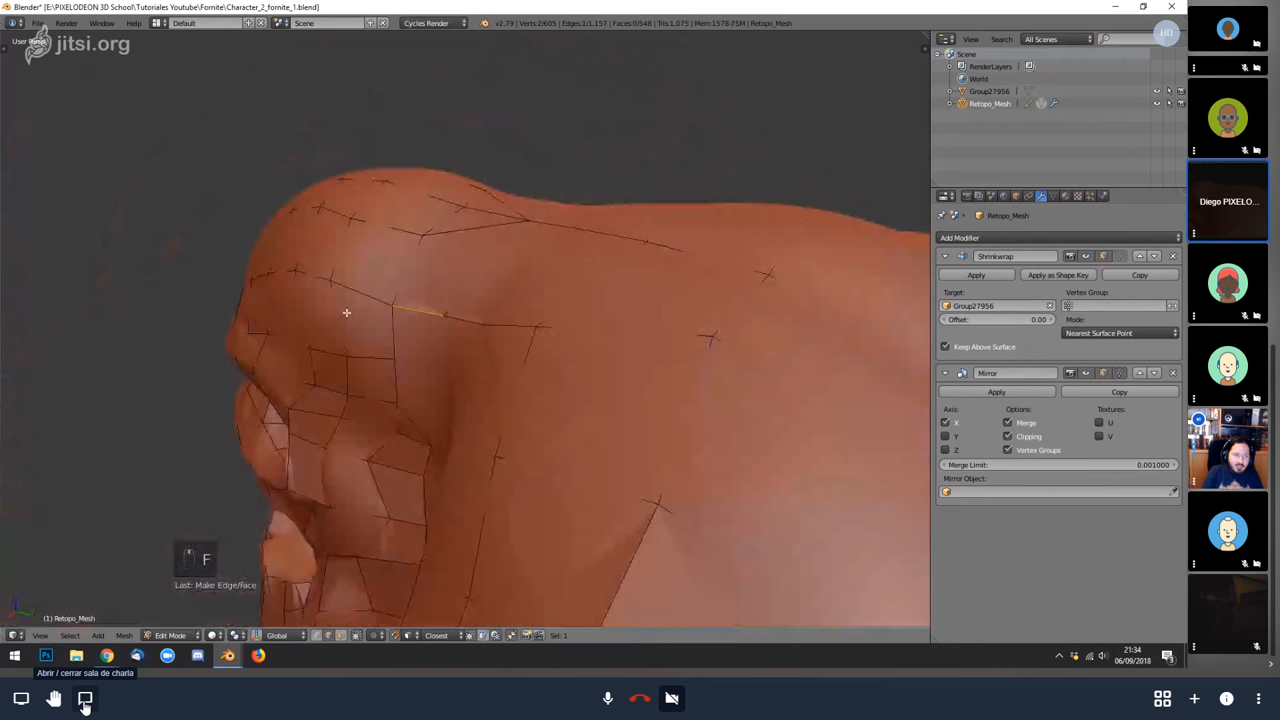 Blender* [E:\PIXELODEON 3D School\Tutoriales Youtube\Fornite\Character_2_fornite_1.blend]
File Render Window Help Default Scene Cycles Render v2.79 | Verts:2/605 | Edges:1/1,157 | Faces:0/548 | Tris:1,075 | Mem:1578.75M | Retopo_Mesh
User Persp
jitsi.org
View Search All Scenes
HD
Scene
RenderLayers
World
Group27956
Retopo_Mesh
Diego PIXELO...
Retopo_Mesh
Add Modifier
Shrinkwrap
Apply Apply as Shape Key Copy
Target: Vertex Group:
Group27956
Offset: 0.00 Mode:
Nearest Surface Point
Keep Above Surface
Mirror
Apply Copy
Axis: Options: Textures:
X Merge U
Y Clipping V
Z Vertex Groups
Merge Limit: 0.001000
Mirror Object:
F
Last: Make Edge/Face
(1) Retopo_Mesh
View Select Add Mesh Edit Mode Global Closest Sel: 1
21:34
06/09/2018
3
Abrir / cerrar sala de charla